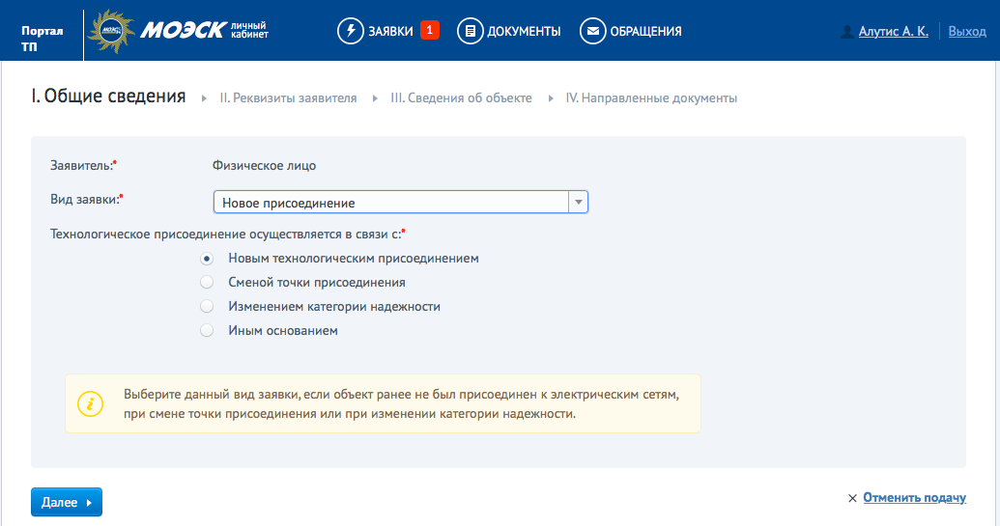 Портал
ТП
МОЭСК
МОЭСК личный
кабинет
ЗАЯВКИ 1 ДОКУМЕНТЫ ОБРАЩЕНИЯ
Алутис А. К. Выход
I. Общие сведения II. Реквизиты заявителя III. Сведения об объекте IV. Направленные документы
Заявитель:* Физическое лицо
Вид заявки:* Новое присоединение
Технологическое присоединение осуществляется в связи с:*
Новым технологическим присоединением
Сменой точки присоединения
Изменением категории надежности
Иным основанием
i
Выберите данный вид заявки, если объект ранее не был присоединен к электрическим сетям,
при смене точки присоединения или при изменении категории надежности.
Далее
Отменить подачу